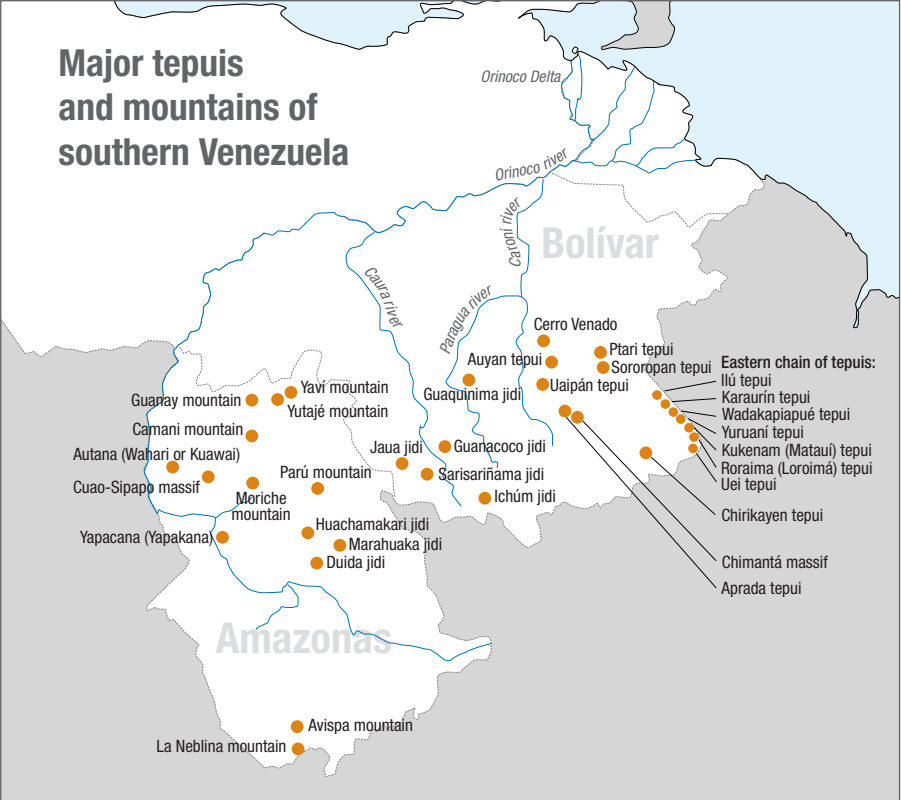 Major tepuis
and mountains of
southern Venezuela
Orinoco Delta
Orinoco river
Caroní river
Bolívar
Caura river
Paragua river
Cerro Venado
Ptari tepui
Auyan tepui
Sororopan tepui
Eastern chain of tepuis:
Ilú tepui
Karaurín tepui
Wadakapiapué tepui
Yuruaní tepui
Kukenam (Matauí) tepui
Roraima (Loroimá) tepui
Uei tepui
Uaipán tepui
Guaquinima jidi
Yaví mountain
Guanay mountain
Yutajé mountain
Camani mountain
Autana (Wahari or Kuawai)
Jaua jidi
Guanacoco jidi
Cuao-Sipapo massif
Parú mountain
Sarisariñama jidi
Moriche
mountain
Ichúm jidi
Chirikayen tepui
Huachamakari jidi
Yapacana (Yapakana)
Marahuaka jidi
Duida jidi
Chimantá massif
Aprada tepui
Amazonas
Avispa mountain
La Neblina mountain